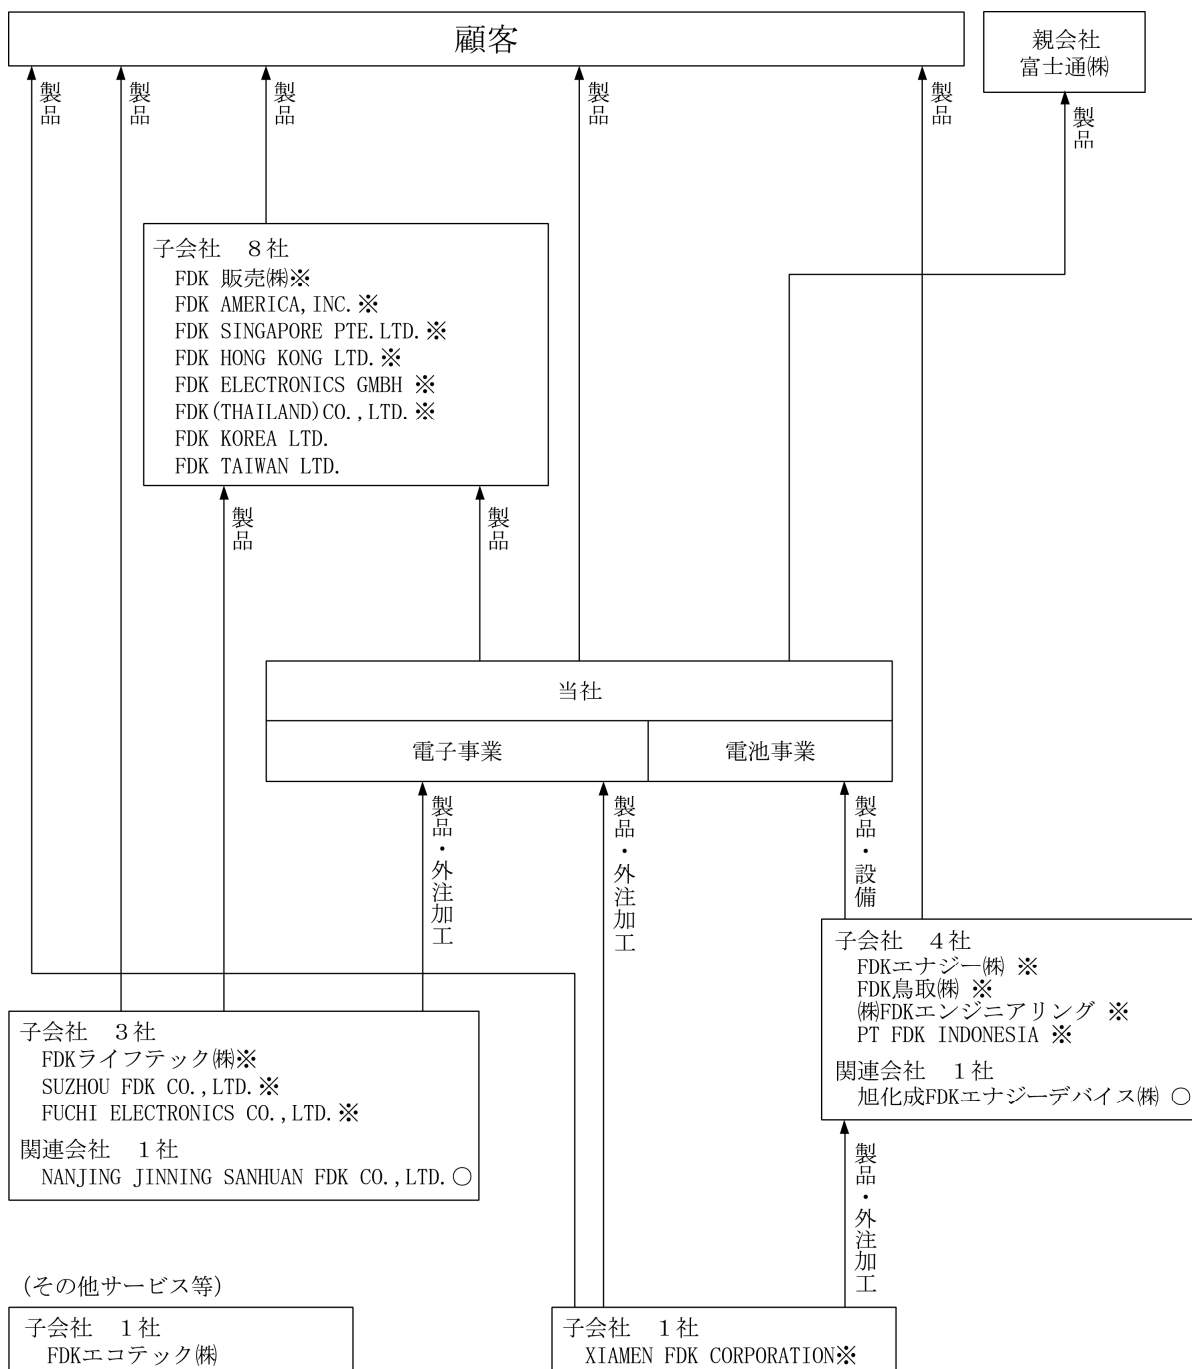 顧客
親会社
富士通㈱
製品
製品
製品
製品
製品
製品
子会社　８社
FDK 販売㈱※
FDK AMERICA,INC.※
FDK SINGAPORE PTE.LTD.※
FDK HONG KONG LTD.※
FDK ELECTRONICS GMBH ※
FDK(THAILAND)CO.,LTD.※
FDK KOREA LTD.
FDK TAIWAN LTD.
製品
製品
当社
電子事業
電池事業
製品・外注加工
製品・外注加工
製品・設備
子会社　４社
FDKエナジー㈱ ※
FDK鳥取㈱ ※
㈱FDKエンジニアリング ※
PT FDK INDONESIA ※
関連会社　１社
旭化成FDKエナジーデバイス㈱ ○
子会社　３社
FDKライフテック㈱※
SUZHOU FDK CO.,LTD.※
FUCHI ELECTRONICS CO.,LTD.※
関連会社　１社
NANJING JINNING SANHUAN FDK CO.,LTD.○
製品・外注加工
（その他サービス等）
子会社　１社
FDKエコテック㈱
子会社　１社
XIAMEN FDK CORPORATION※